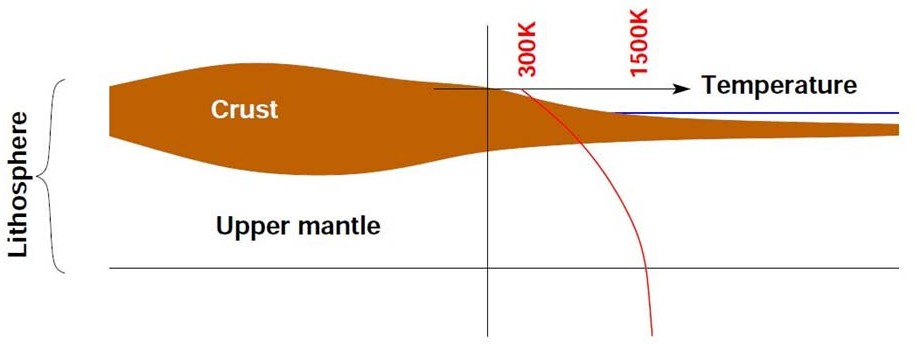 300K
1500K
Temperature
Crust
Lithosphere
Upper mantle